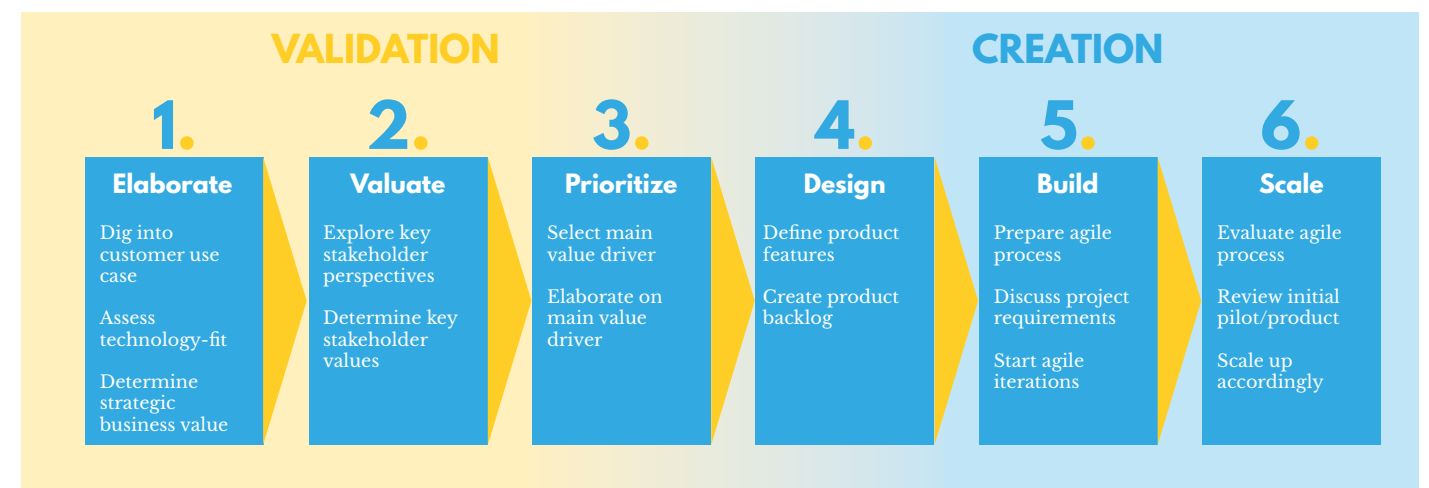 VALIDATION
CREATION
1.
Elaborate
Dig into
customer use
case
Assess
technology-fit
Determine
strategic
business value
2.
Valuate
Explore key
stakeholder
perspectives
Determine key
stakeholder
values
3.
Prioritize
Select main
value driver
Elaborate on
main value
driver
4.
Design
Define product
features
Create product
backlog
5.
Build
Prepare agile
process
Discuss project
requirements
Start agile
iterations
6.
Scale
Evaluate agile
process
Review initial
pilot/product
Scale up
accordingly